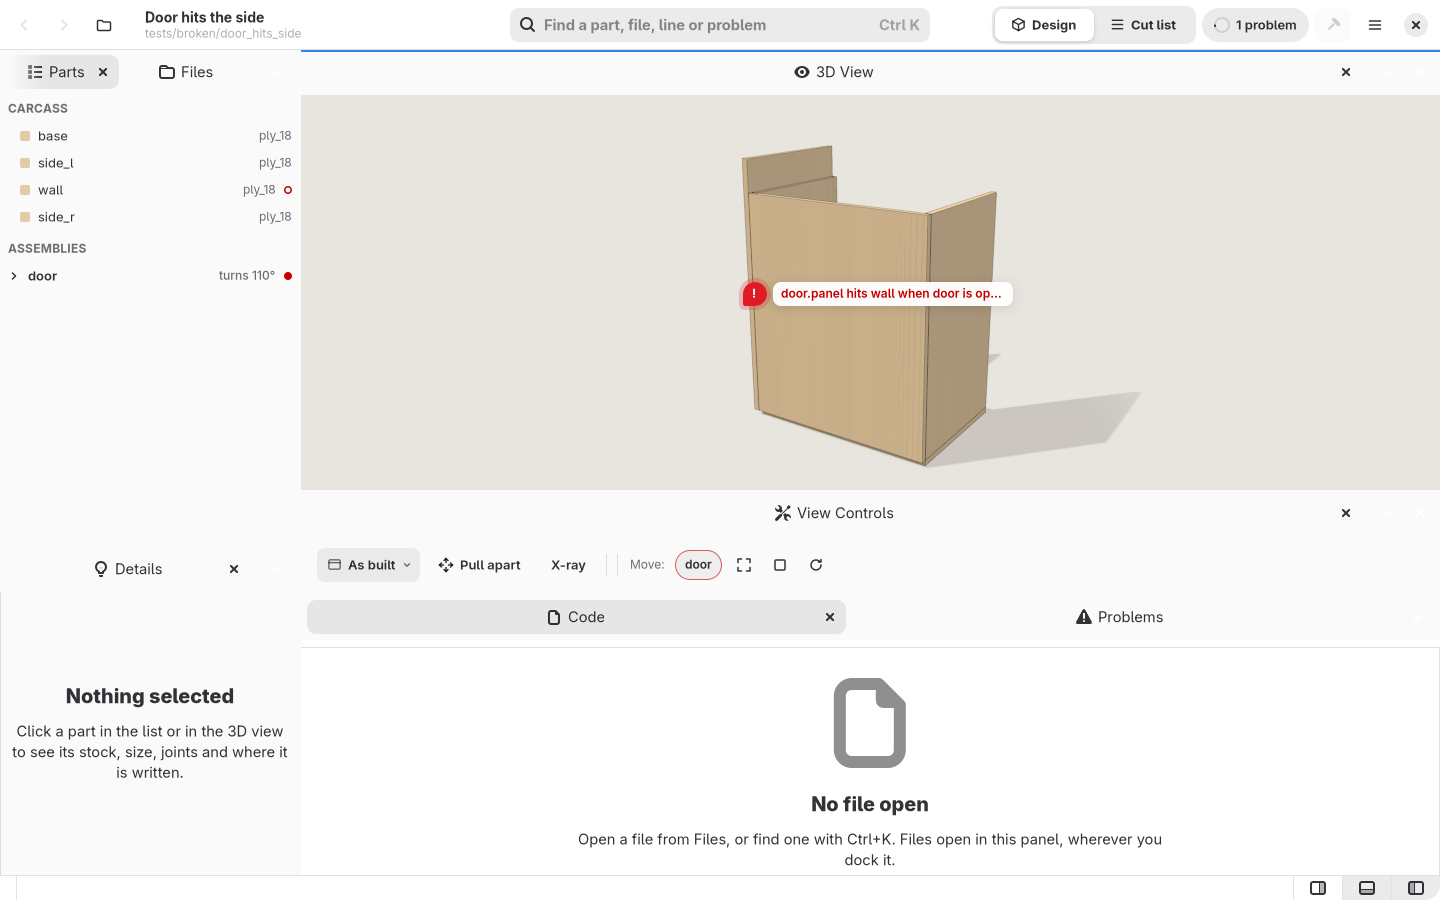 Door hits the side
tests/broken/door_hits_side
Find a part, file, line or problem
Ctrl K
Design
Cut list
1 problem
Parts
Files
3D View
CARCASS
base
ply_18
side_l
ply_18
wall
ply_18
side_r
ply_18
ASSEMBLIES
door
turns 110°
!
door.panel hits wall when door is op...
View Controls
Details
As built
Pull apart
X-ray
Move:
door
Code
Problems
Nothing selected
Click a part in the list or in the 3D view
to see its stock, size, joints and where it
is written.
No file open
Open a file from Files, or find one with Ctrl+K. Files open in this panel, wherever you
dock it.